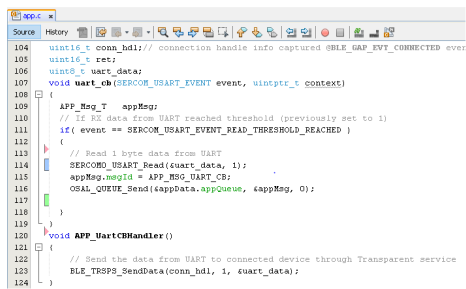 app.c
Source History
104 uint16_t conn_hdl;// connection handle info captured @BLE_GAP_EVT_CONNECTED even
105 uint16_t ret;
106 uint8_t uart_data;
107 void uart_cb(SERCOM_USART_EVENT event, uintptr_t context)
108 {
109 APP_Msg_T appMsg;
110 // If RX data from UART reached threshold (previously set to 1)
111 if( event == SERCOM_USART_EVENT_READ_THRESHOLD_REACHED )
112 {
113 // Read 1 byte data from UART
114 SERCOM0_USART_Read(&uart_data, 1);
115 appMsg.msgId = APP_MSG_UART_CB;
116 OSAL_QUEUE_Send(&appData.appQueue, &appMsg, 0);
117
118 }
119 }
120 void APP_UartCBHandler()
121 {
122 // Send the data from UART to connected device through Transparent service
123 BLE_TRSPS_SendData(conn_hdl, 1, &uart_data);
124 }